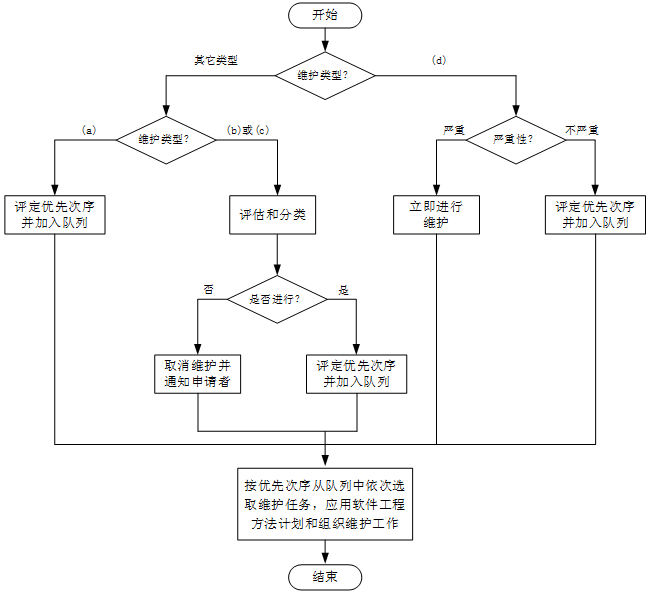 开始
维护类型?
其它类型
(d)
维护类型?
(a)
(b)或(c)
严重性?
严重
不严重
评定优先次序
并加入队列
评估和分类
立即进行
维护
评定优先次序
并加入队列
是否进行?
否
是
取消维护并
通知申请者
评定优先次序
并加入队列
按优先次序从队列中依次选
取维护任务，应用软件工程
方法计划和组织维护工作
结束